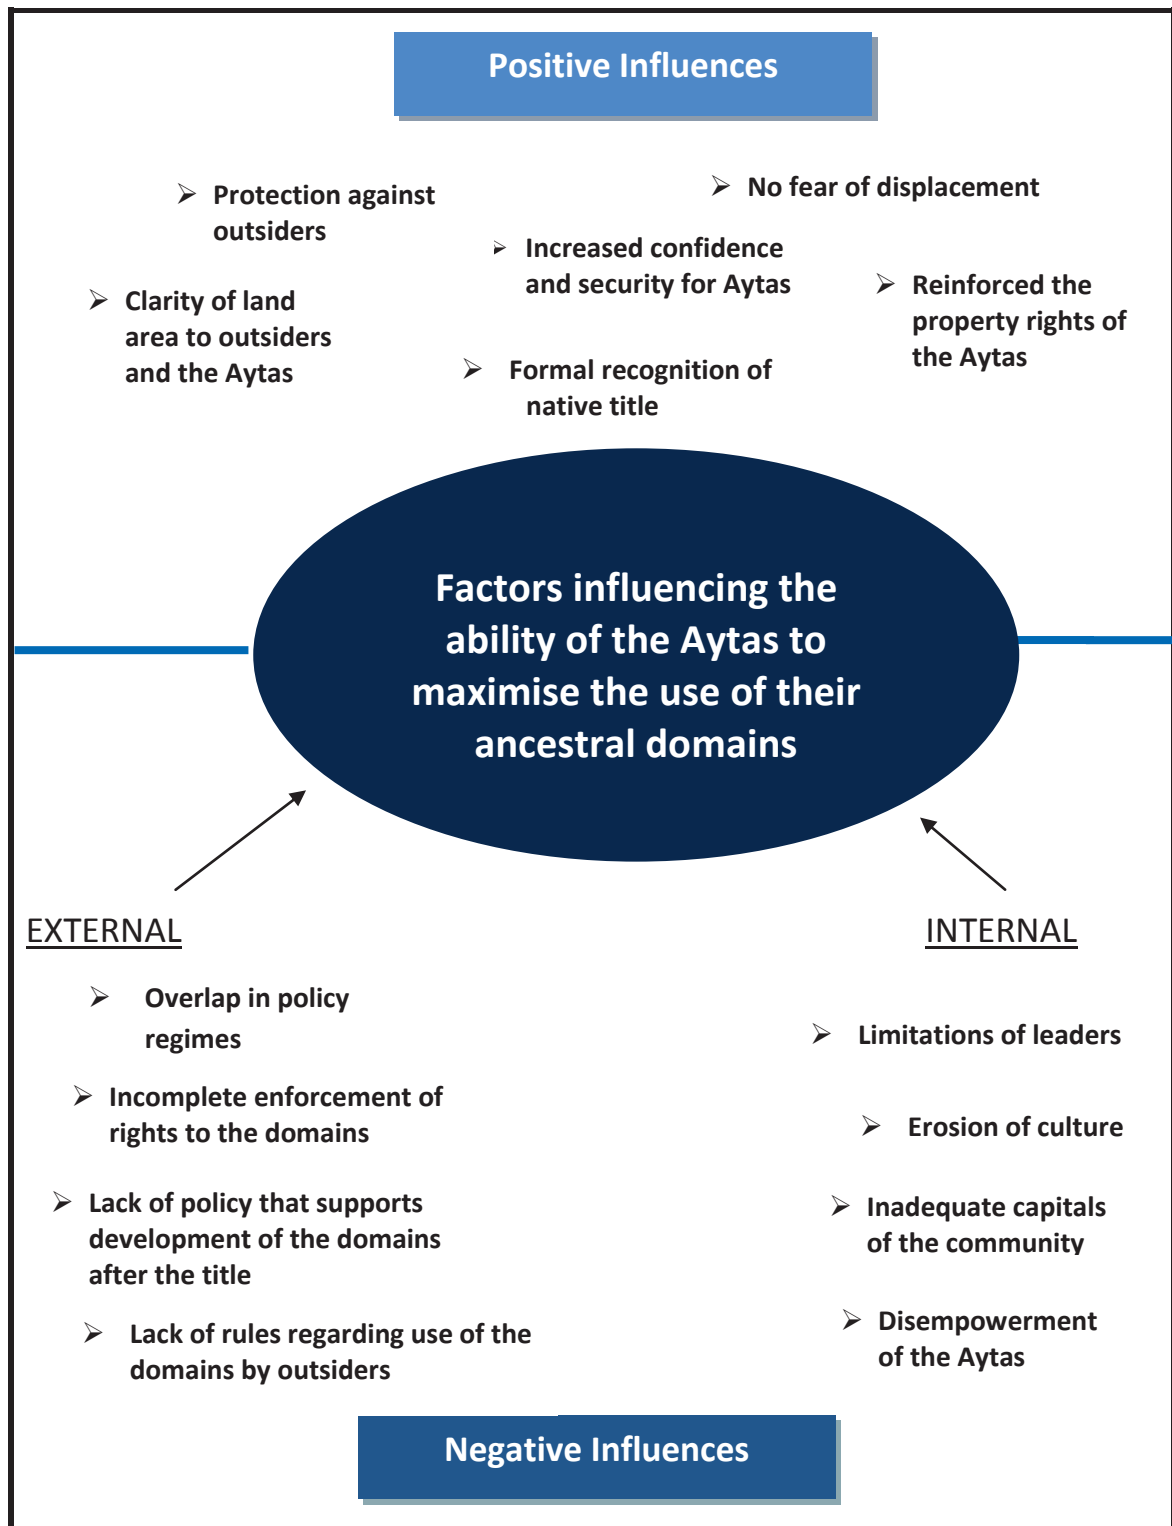 Positive Influences
➢ Protection against
outsiders
➢ No fear of displacement
➢ Increased confidence
and security for Aytas
➢ Clarity of land
area to outsiders
and the Aytas
➢ Reinforced the
property rights of
the Aytas
➢ Formal recognition of
native title
Factors influencing the
ability of the Aytas to
maximise the use of their
ancestral domains
EXTERNAL
➢ Overlap in policy
regimes
➢ Incomplete enforcement of
rights to the domains
➢ Lack of policy that supports
development of the domains
after the title
➢ Lack of rules regarding use of the
domains by outsiders
INTERNAL
➢ Limitations of leaders
➢ Erosion of culture
➢ Inadequate capitals
of the community
➢ Disempowerment
of the Aytas
Negative Influences